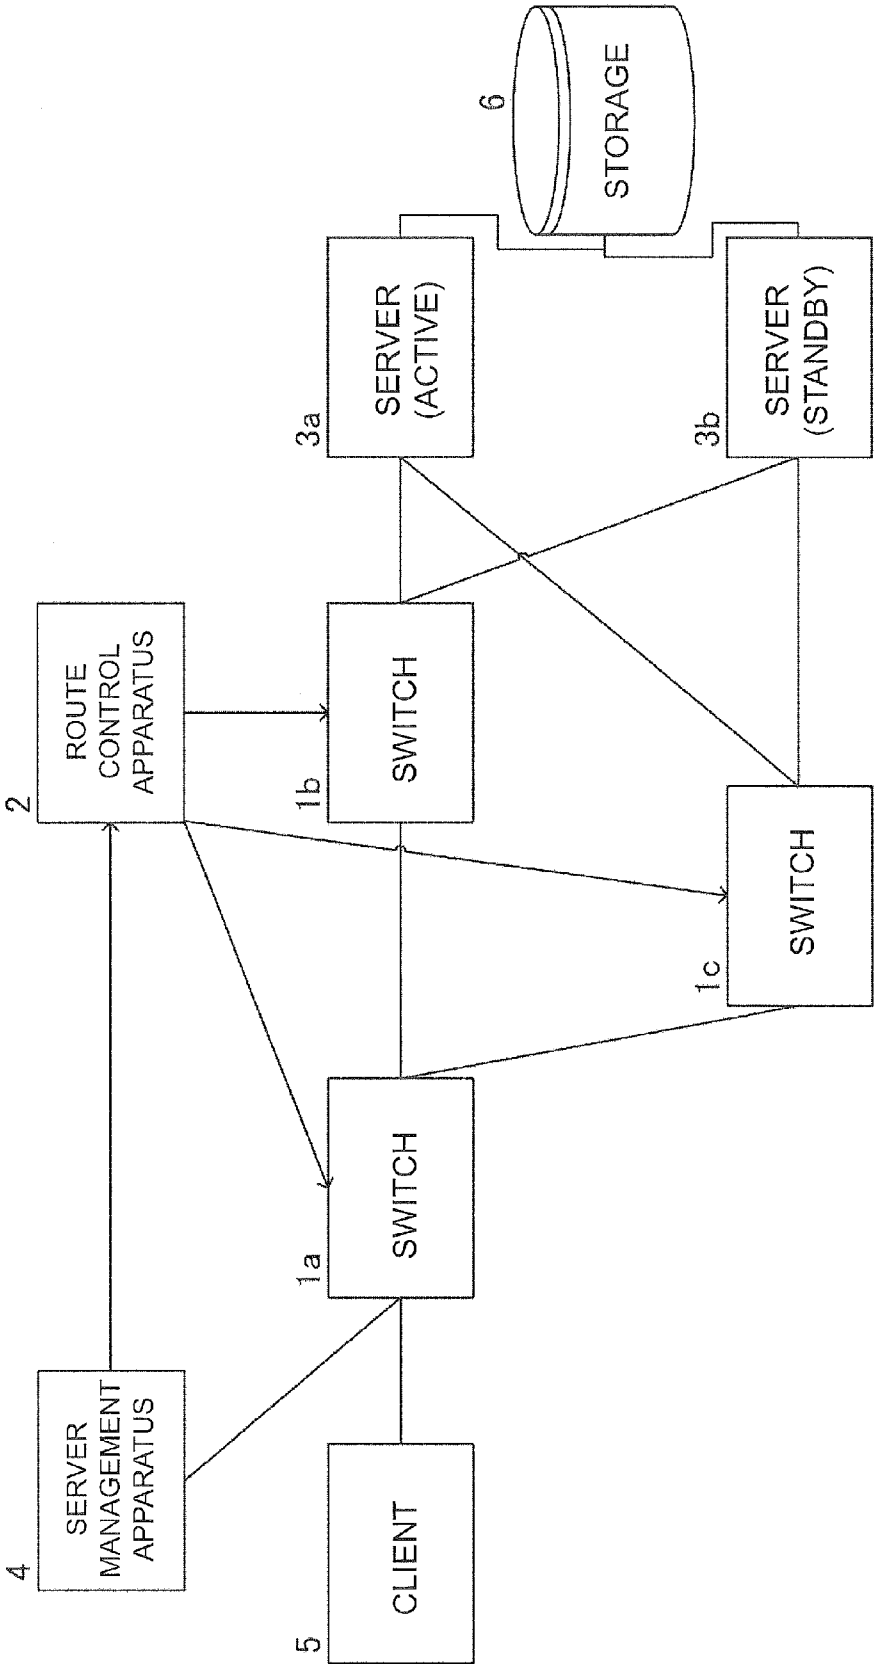 4
SERVER
MANAGEMENT
APPARATUS
2
ROUTE
CONTROL
APPARATUS
5
CLIENT
1a
SWITCH
1b
SWITCH
3a
SERVER
(ACTIVE)
6
STORAGE
1c
SWITCH
3b
SERVER
(STANDBY)